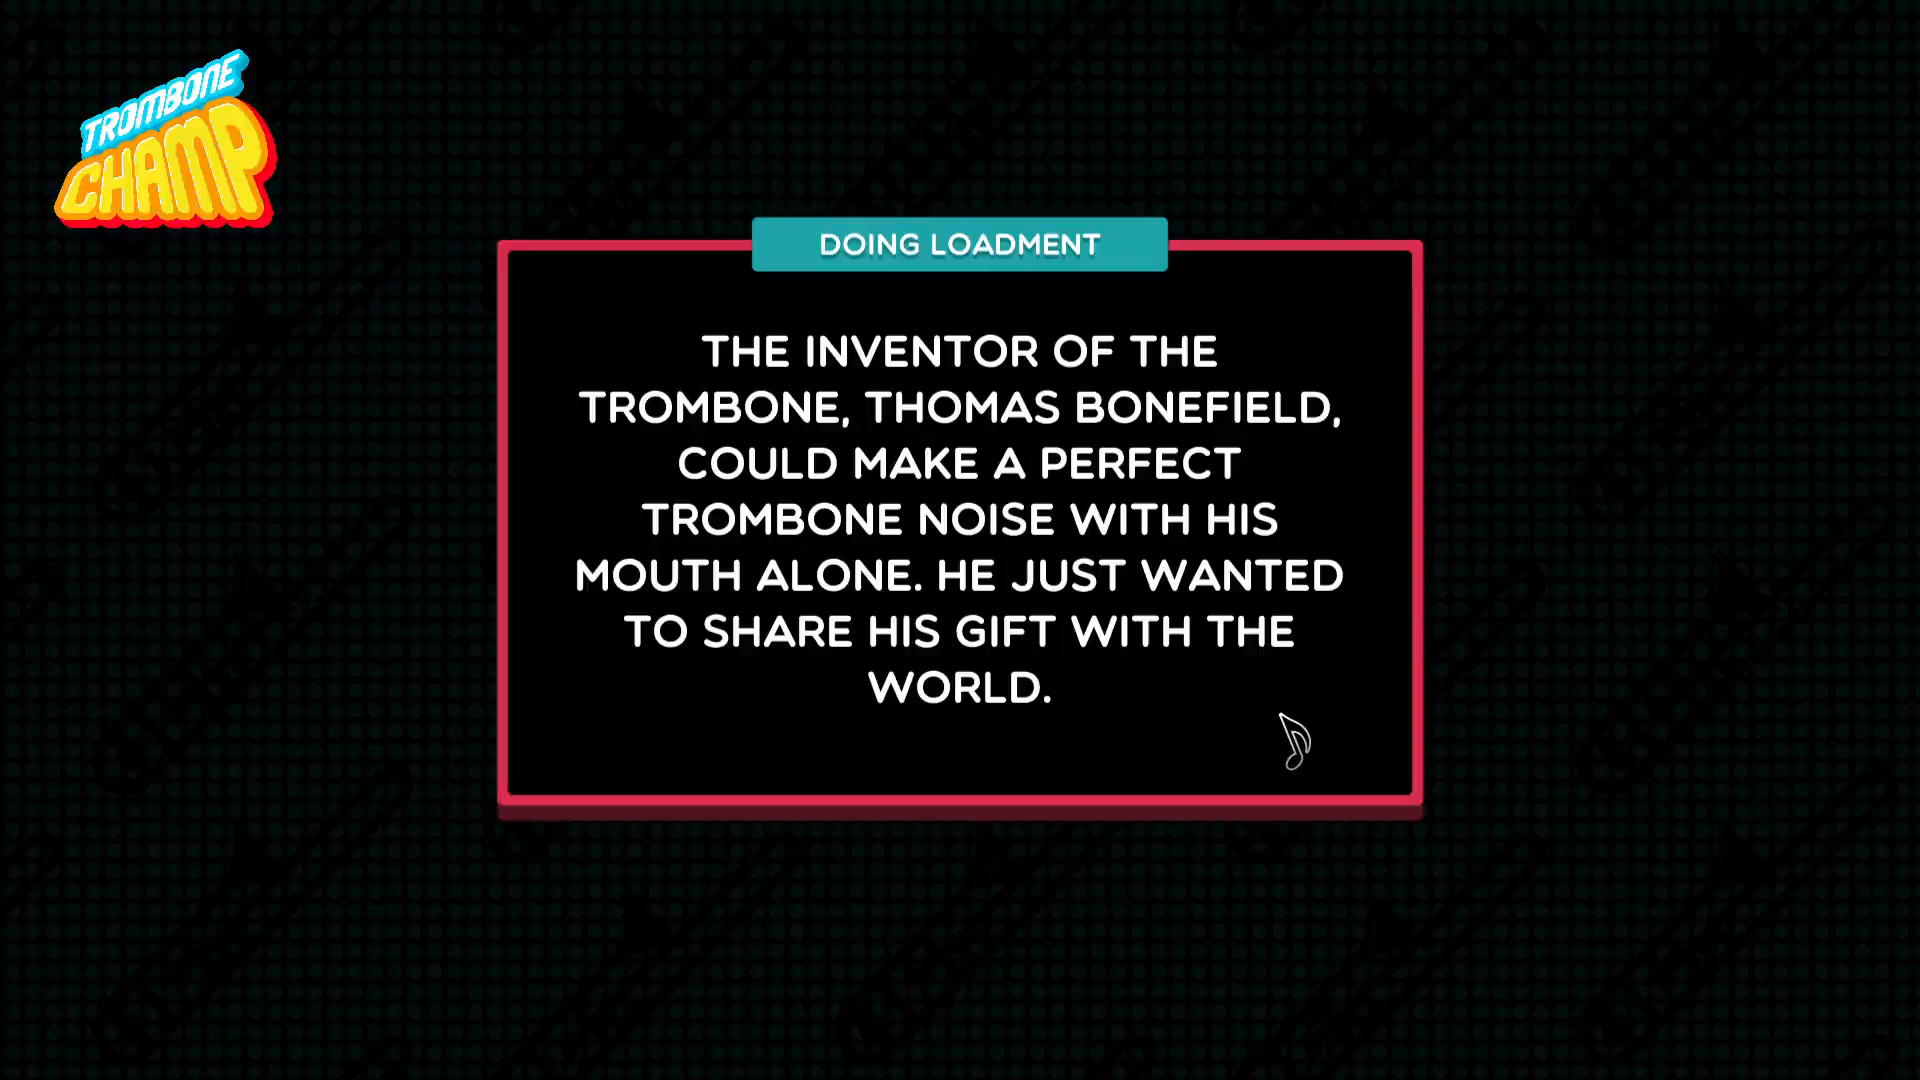 TROMBONE
CHAMP
DOING LOADMENT
THE INVENTOR OF THE
TROMBONE, THOMAS BONEFIELD,
COULD MAKE A PERFECT
TROMBONE NOISE WITH HIS
MOUTH ALONE. HE JUST WANTED
TO SHARE HIS GIFT WITH THE
WORLD.